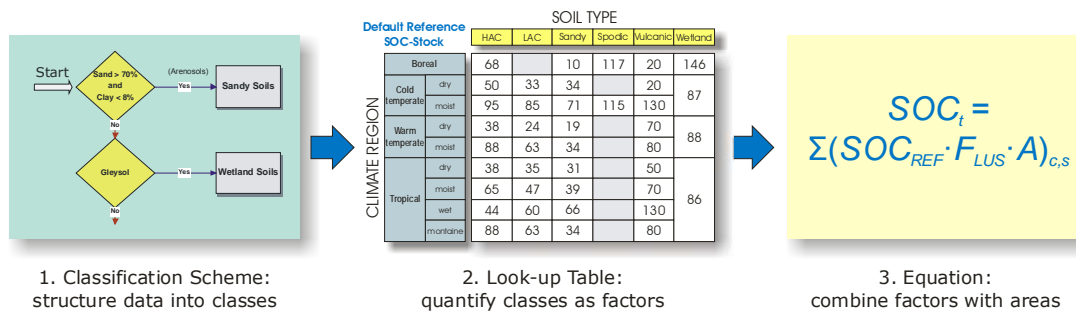 Start
Sand > 70%
and
Clay < 8%
(Arenosols)
Yes
Sandy Soils
No
Gleysol
Yes
Wetland Soils
No
1. Classification Scheme:
structure data into classes
Default Reference
SOC-Stock
SOIL TYPE
HAC LAC Sandy Spodic Vulcanic Wetland
CLIMATE REGION
Boreal 68 10 117 20 146
Cold temperate dry 50 33 34 20 87
moist 95 85 71 115 130
Warm temperate dry 38 24 19 70 88
moist 88 63 34 80
Tropical dry 38 35 31 50 86
moist 65 47 39 70
wet 44 60 66 130
montaine 88 63 34 80
2. Look-up Table:
quantify classes as factors
SOCt =
Σ(SOCREF·FLUS·A)c,s
3. Equation:
combine factors with areas